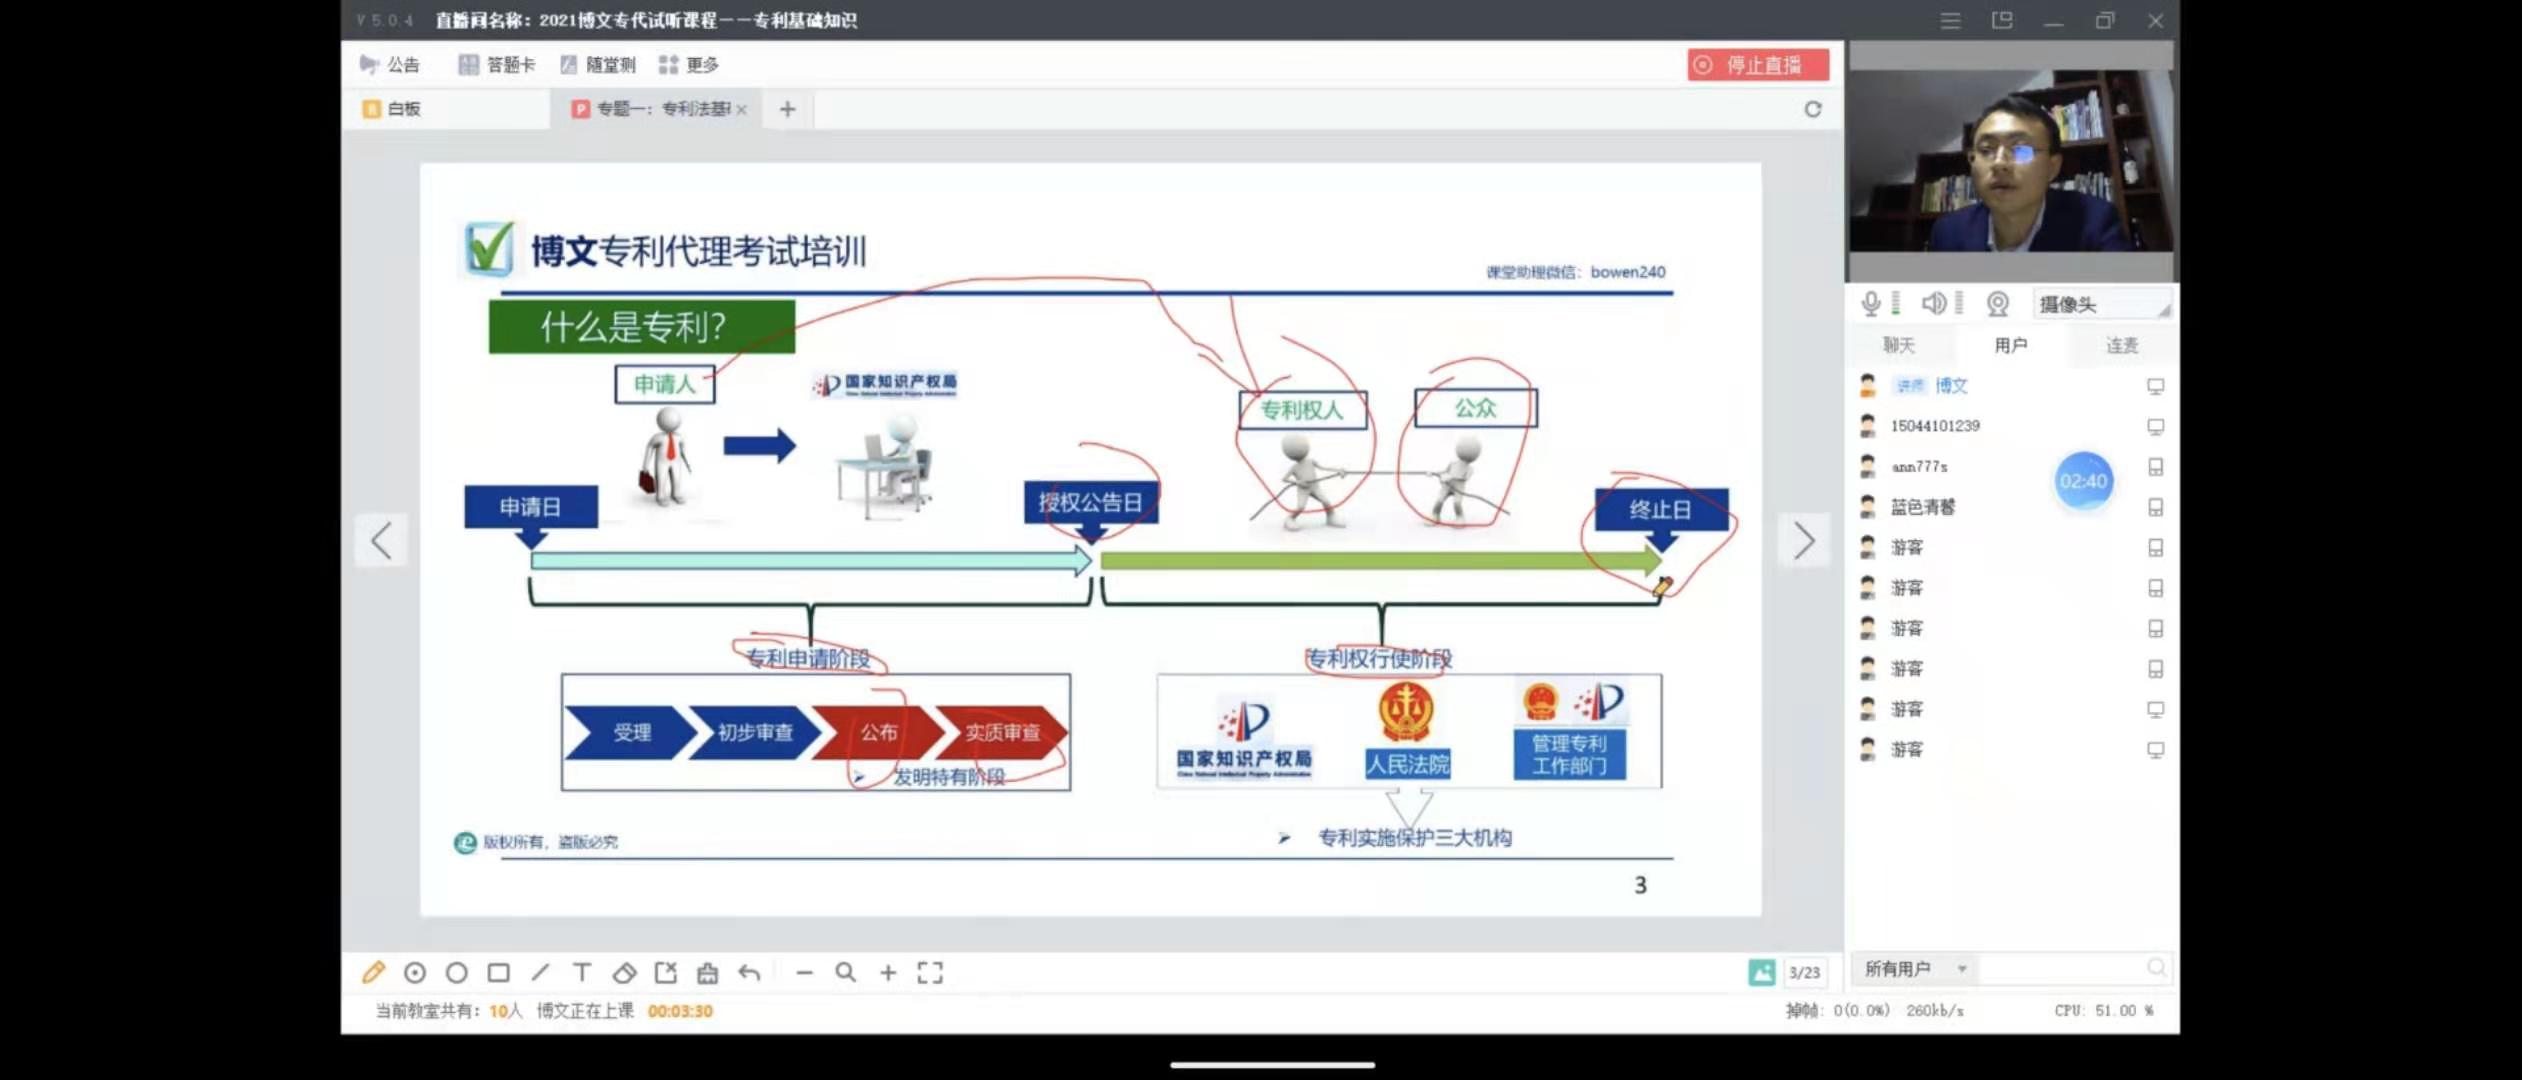 V 5.0.4 直播间名称：2021博文专代试听课程——专利基础知识
公告 答题卡 随堂测 更多
停止直播
白板
专题一：专利法基
博文专利代理考试培训
课堂助理微信：bowen240
什么是专利？
申请人
国家知识产权局
专利权人
公众
申请日
授权公告日
终止日
专利申请阶段
专利权行使阶段
受理 初步审查 公布 实质审查
➢ 发明特有阶段
国家知识产权局
人民法院
管理专利
工作部门
➢ 专利实施保护三大机构
版权所有，盗版必究
3
摄像头
聊天 用户 连麦
讲师 博文
15044101239
ann777s
02:40
蓝色清馨
游客
游客
游客
游客
游客
游客
3/23
所有用户
当前教室共有：10人 博文正在上课 00:03:30
掉帧：0(0.0%) 260kb/s CPU: 51.00 %